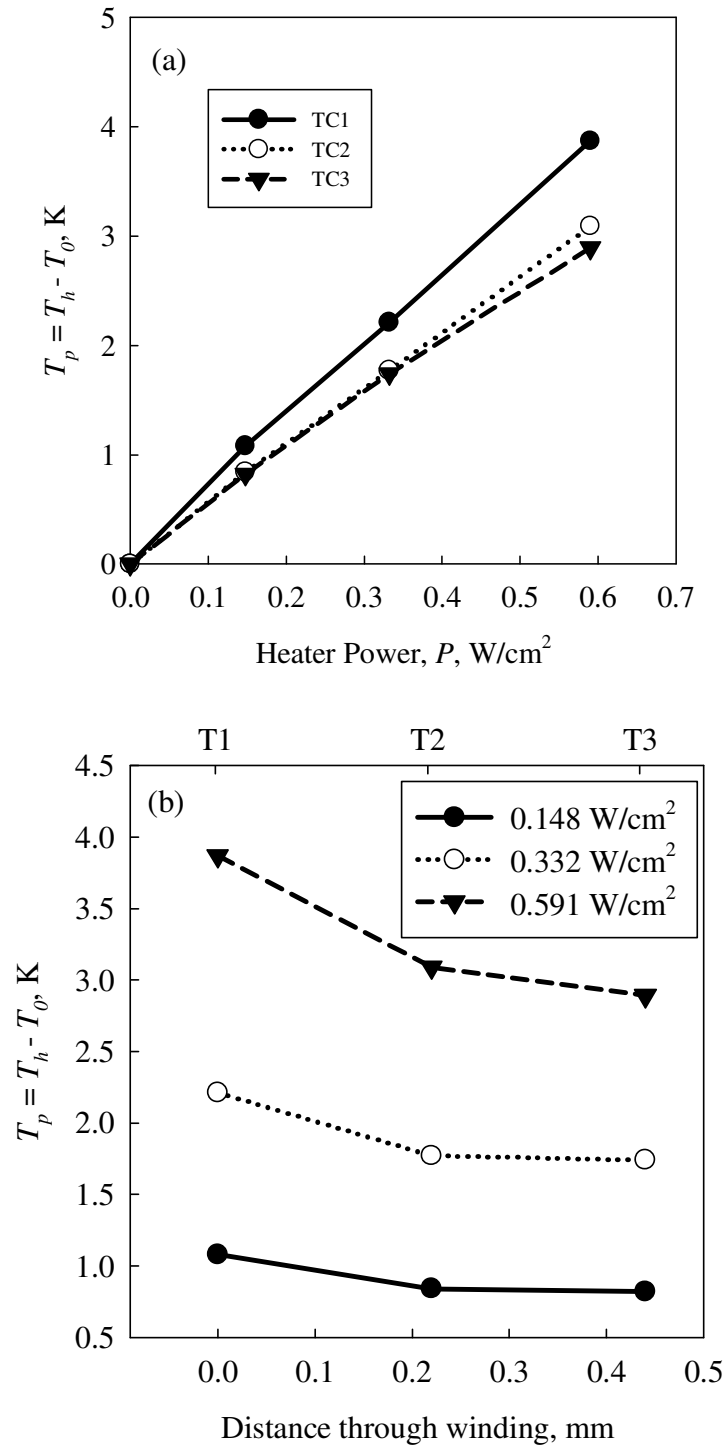 5
(a)
TC1
TC2
TC3
4
3
2
1
0
T_p = T_h - T_0, K
0.0 0.1 0.2 0.3 0.4 0.5 0.6 0.7
Heater Power, P, W/cm²
T1 T2 T3
4.5
(b)
0.148 W/cm²
0.332 W/cm²
0.591 W/cm²
4.0
3.5
3.0
2.5
2.0
1.5
1.0
0.5
T_p = T_h - T_0, K
0.0 0.1 0.2 0.3 0.4 0.5
Distance through winding, mm